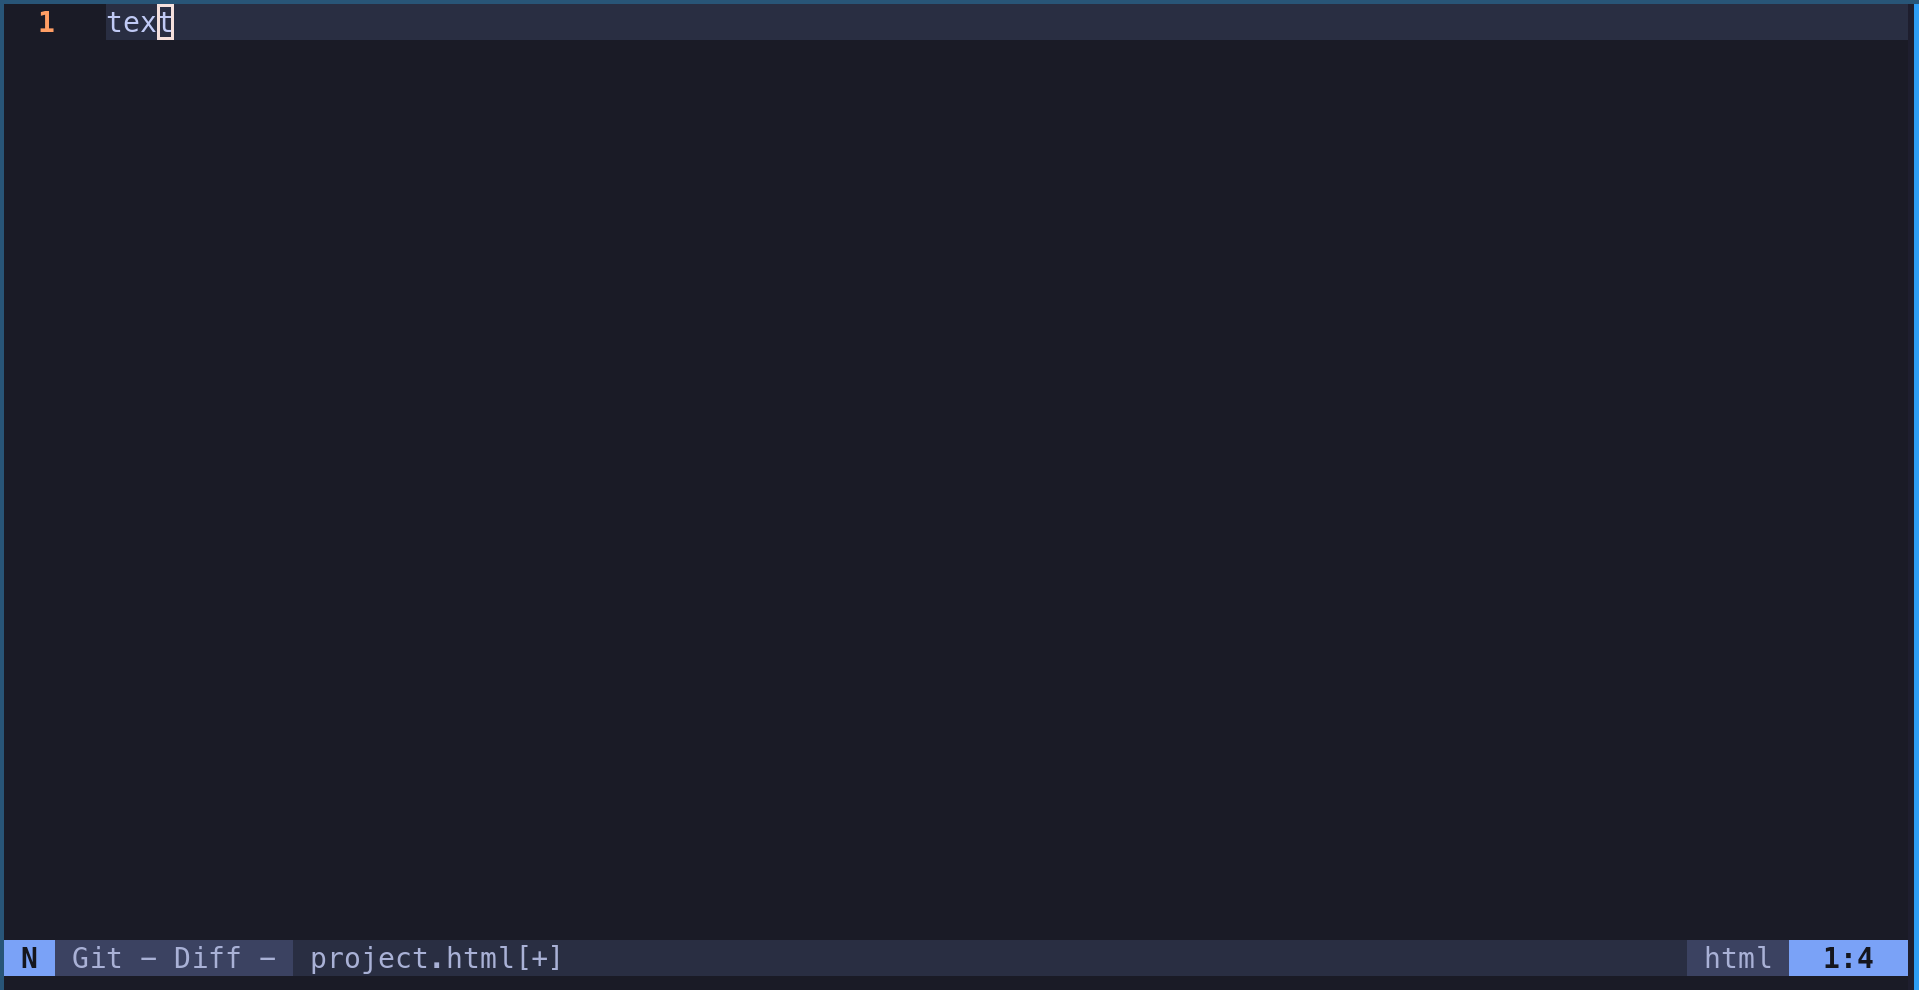 1 text
N Git − Diff − project.html[+] html 1:4